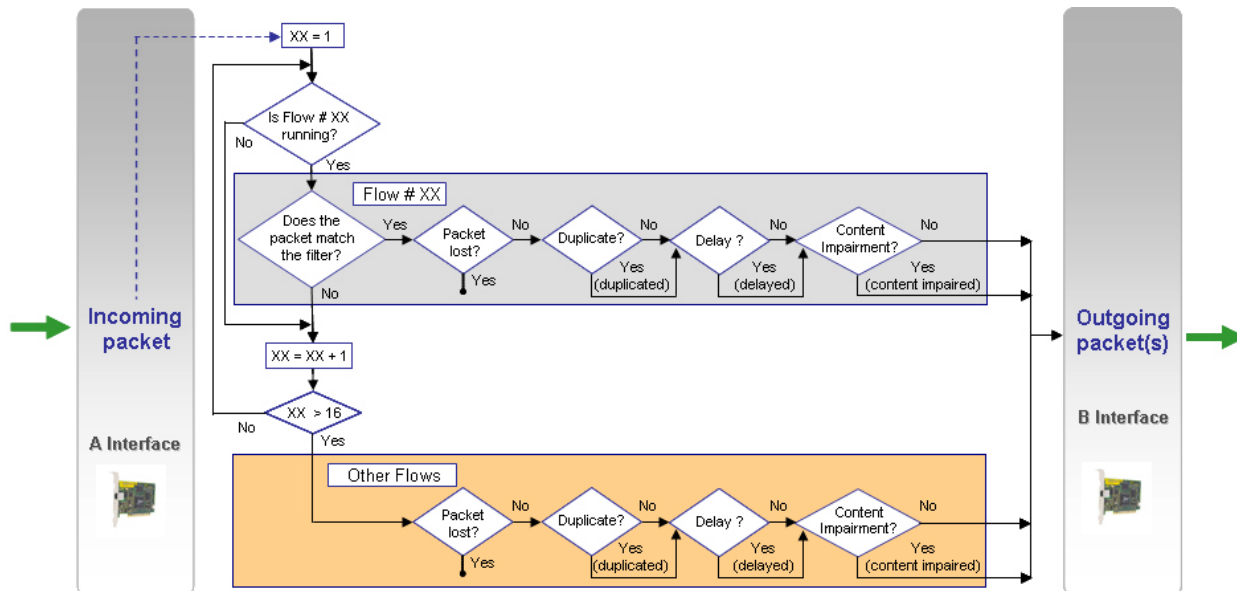 XX = 1
Is Flow # XX
running?
No
Yes
Flow # XX
Does the
packet match
the filter?
Yes
No
Packet
lost?
No
Yes
Duplicate?
No
Yes
(duplicated)
Delay ?
No
Yes
(delayed)
Content
Impairment?
No
Yes
(content impaired)
Incoming
packet
A Interface
XX = XX + 1
XX > 16
No
Yes
Other Flows
Packet
lost?
No
Yes
Duplicate?
No
Yes
(duplicated)
Delay ?
No
Yes
(delayed)
Content
Impairment?
No
Yes
(content impaired)
Outgoing
packet(s)
B Interface